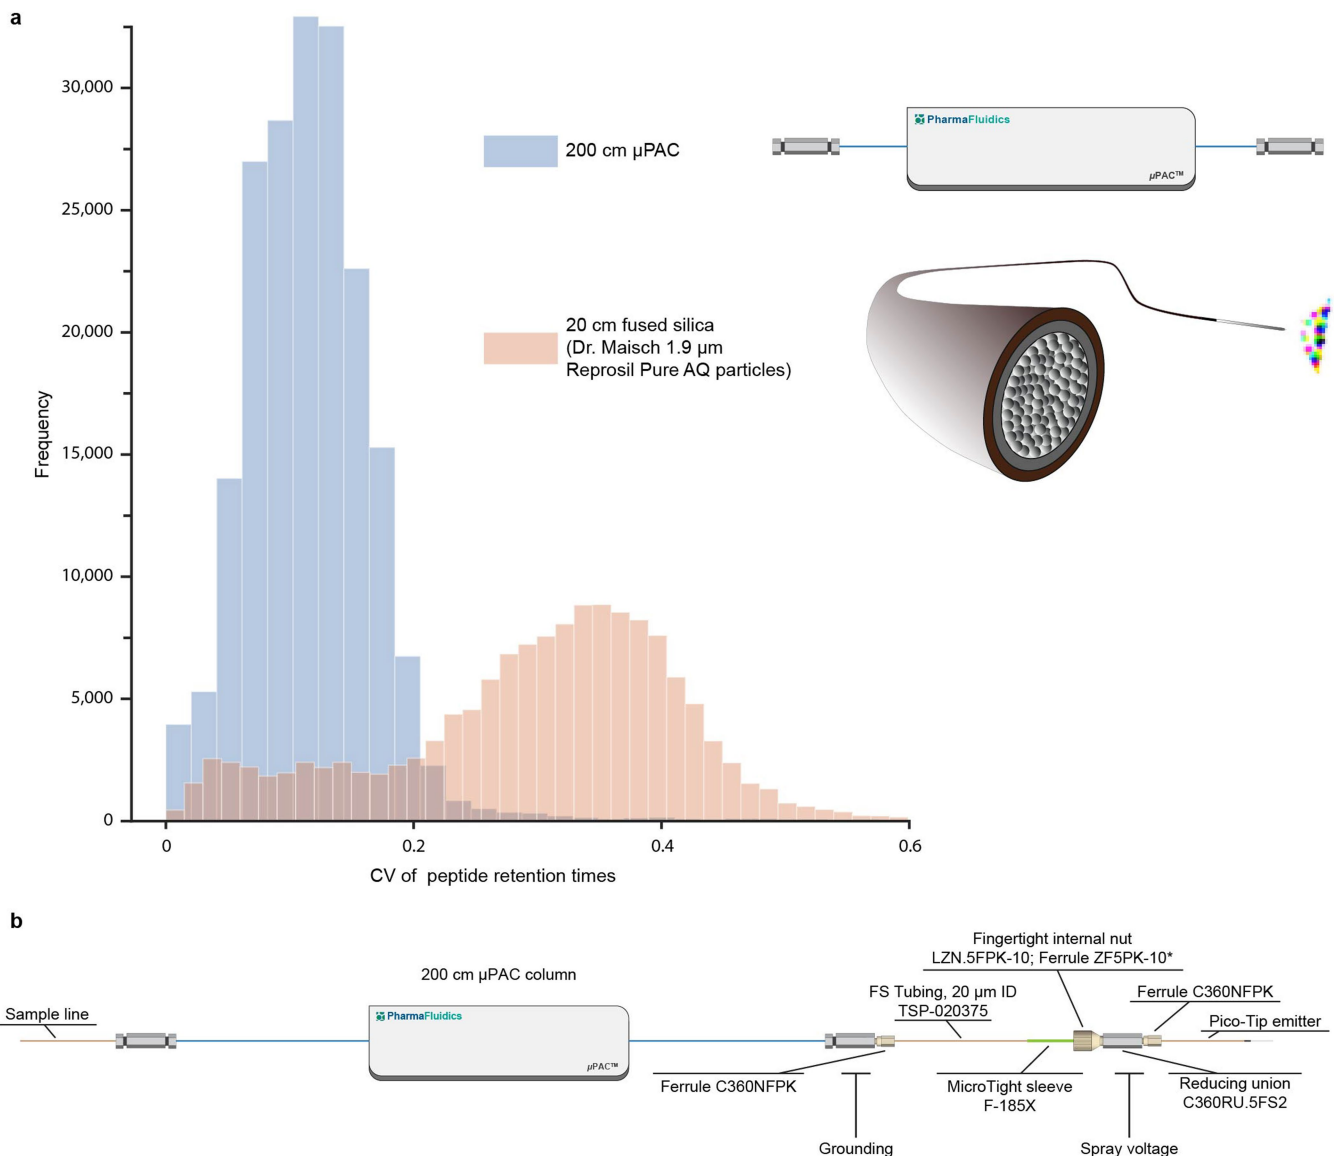 a
30,000
25,000
20,000
15,000
10,000
5,000
0
Frequency
0
0.2
0.4
0.6
CV of peptide retention times
200 cm µPAC
20 cm fused silica
(Dr. Maisch 1.9 µm
Reprosil Pure AQ particles)
PharmaFluidics
µPAC™
b
Sample line
200 cm µPAC column
PharmaFluidics
µPAC™
Ferrule C360NFPK
Grounding
FS Tubing, 20 µm ID
TSP-020375
MicroTight sleeve
F-185X
Fingertight internal nut
LZN.5FPK-10; Ferrule ZF5PK-10*
Ferrule C360NFPK
Pico-Tip emitter
Reducing union
C360RU.5FS2
Spray voltage